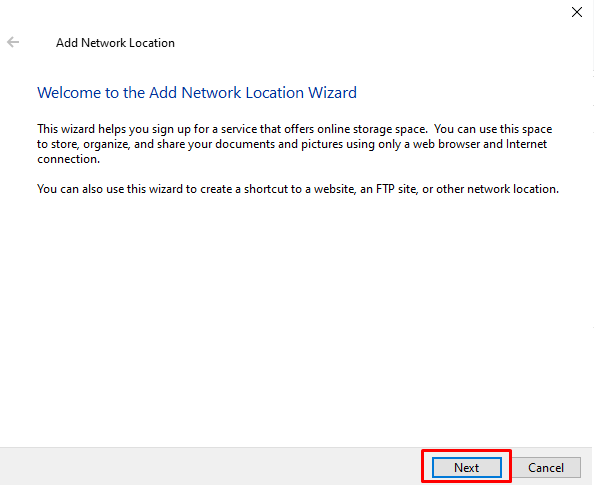 Add Network Location
Welcome to the Add Network Location Wizard
This wizard helps you sign up for a service that offers online storage space.  You can use this space
to store, organize, and share your documents and pictures using only a web browser and Internet
connection.
You can also use this wizard to create a shortcut to a website, an FTP site, or other network location.
Next
Cancel